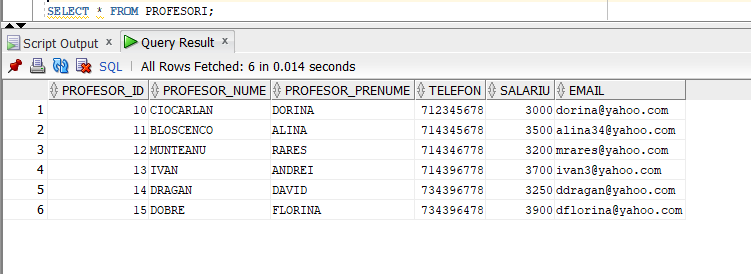 SELECT * FROM PROFESORI;
Script Output x Query Result x
SQL All Rows Fetched: 6 in 0.014 seconds
PROFESOR_ID PROFESOR_NUME PROFESOR_PRENUME TELEFON SALARIU EMAIL
1 10 CIOCARLAN DORINA 712345678 3000 dorina@yahoo.com
2 11 BLOSCENCO ALINA 714345678 3500 alina34@yahoo.com
3 12 MUNTEANU RARES 714346778 3200 mrares@yahoo.com
4 13 IVAN ANDREI 714396778 3700 ivan3@yahoo.com
5 14 DRAGAN DAVID 734396778 3250 ddragan@yahoo.com
6 15 DOBRE FLORINA 734396478 3900 dflorina@yahoo.com